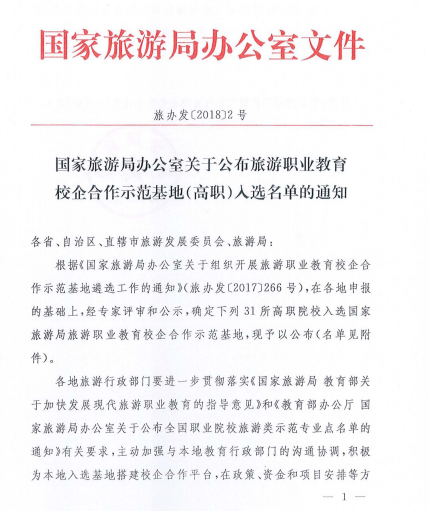 国家旅游局办公室文件
旅办发〔2018〕2 号
国家旅游局办公室关于公布旅游职业教育
校企合作示范基地(高职)入选名单的通知
各省、自治区、直辖市旅游发展委员会、旅游局：
根据《国家旅游局办公室关于组织开展旅游职业教育校企合
作示范基地遴选工作的通知》(旅办发〔2017〕266 号),在各地申报
的基础上,经专家评审和公示,确定下列 31 所高职院校入选国家
旅游局旅游职业教育校企合作示范基地,现予以公布(名单见附
件)。
各地旅游行政部门要进一步贯彻落实《国家旅游局 教育部关
于加快发展现代旅游职业教育的指导意见》和《教育部办公厅 国
家旅游局办公室关于公布全国职业院校旅游类示范专业点名单的
通知》有关要求,主动加强与本地教育行政部门的沟通协调,积极
为本地入选基地搭建校企合作平台,在政策、资金和项目安排等方
— 1 —